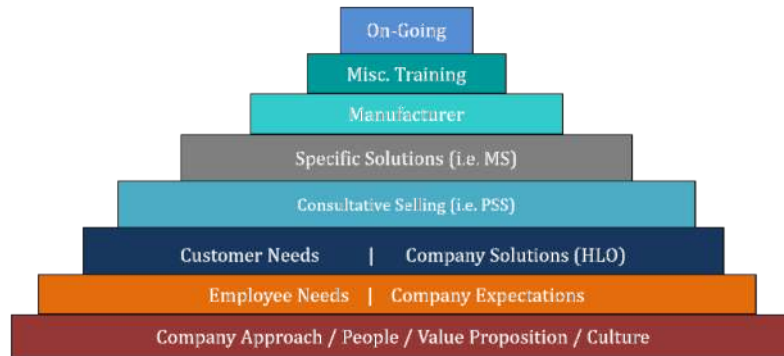 On-Going
Misc. Training
Manufacturer
Specific Solutions (i.e. MS)
Consultative Selling (i.e. PSS)
Customer Needs | Company Solutions (HLO)
Employee Needs | Company Expectations
Company Approach / People / Value Proposition / Culture